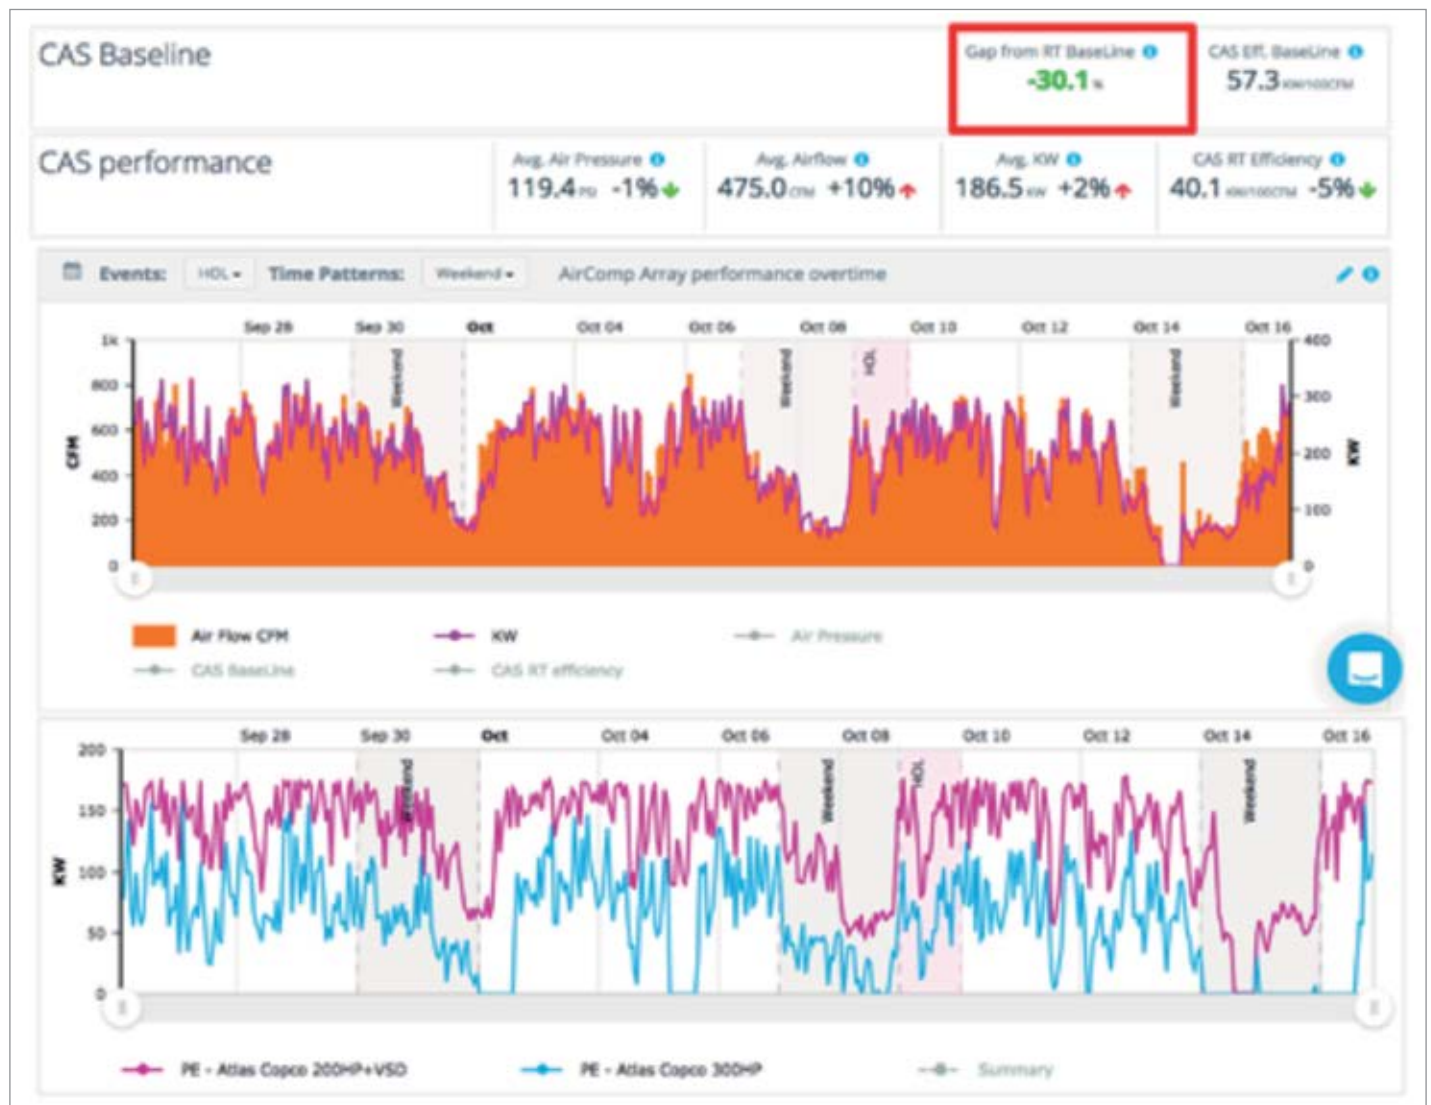 CAS Baseline
Gap from RT BaseLine
-30.1 %
CAS Eff. BaseLine
57.3 KW/100CFM
CAS performance
Avg. Air Pressure
119.4 PSI -1%
Avg. Airflow
475.0 CFM +10%
Avg. KW
186.5 KW +2%
CAS RT Efficiency
40.1 KW/100CFM -5%
Events: HOL Time Patterns: Weekend AirComp Array performance overtime
Sep 28 Sep 30 Oct Oct 04 Oct 06 Oct 08 Oct 10 Oct 12 Oct 14 Oct 16
1k
800
600
400
200
0
CFM
400
300
200
100
0
KW
Weekend
Weekend
HOL
Weekend
Air Flow CFM
KW
Air Pressure
CAS BaseLine
CAS RT efficiency
Sep 28 Sep 30 Oct Oct 04 Oct 06 Oct 08 Oct 10 Oct 12 Oct 14 Oct 16
200
150
100
50
0
KW
Weekend
Weekend
HOL
Weekend
PE - Atlas Copco 200HP+VSD
PE - Atlas Copco 300HP
Summary